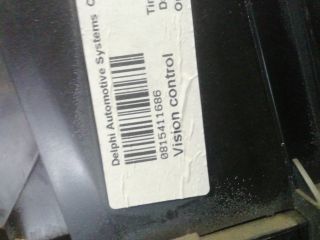 Delphi Automotive Systems
0815411686
Vision control